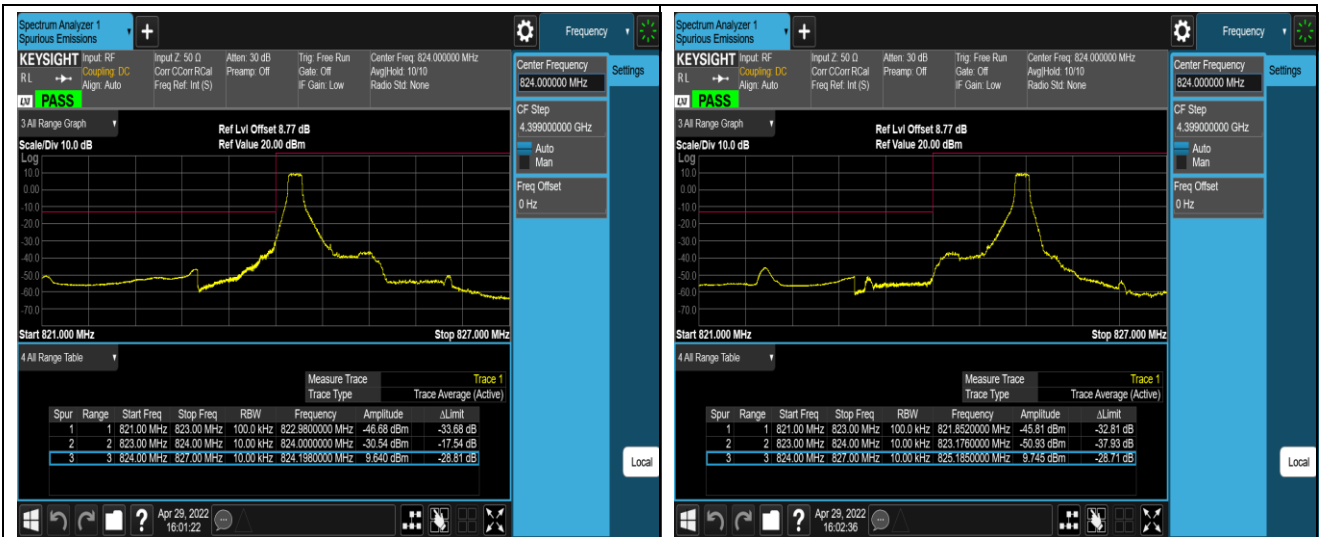 Spectrum Analyzer 1
Spurious Emissions
+
Frequency
KEYSIGHT Input: RF Input Z: 50 Ω Atten: 30 dB Trig: Free Run Center Freq: 824.000000 MHz
RL Coupling: DC Corr CCorr RCal Preamp: Off Gate: Off Avg|Hold: 10/10
Align: Auto Freq Ref: Int (S) IF Gain: Low Radio Std: None
LXI PASS
Center Frequency
824.000000 MHz
Settings
CF Step
4.399000000 GHz
Auto
Man
Freq Offset
0 Hz
3 All Range Graph
Ref Lvl Offset 8.77 dB
Scale/Div 10.0 dB Ref Value 20.00 dBm
Log
10.0
0.00
-10.0
-20.0
-30.0
-40.0
-50.0
-60.0
-70.0
Start 821.000 MHz Stop 827.000 MHz
4 All Range Table
Measure Trace Trace 1
Trace Type Trace Average (Active)
Spur Range Start Freq Stop Freq RBW Frequency Amplitude ΔLimit
1 1 821.00 MHz 823.00 MHz 100.0 kHz 822.9800000 MHz -46.68 dBm -33.68 dB
2 2 823.00 MHz 824.00 MHz 10.00 kHz 824.0000000 MHz -30.54 dBm -17.54 dB
3 3 824.00 MHz 827.00 MHz 10.00 kHz 824.1980000 MHz 9.640 dBm -28.81 dB
Local
? Apr 29, 2022
16:01:22
Spectrum Analyzer 1
Spurious Emissions
+
Frequency
KEYSIGHT Input: RF Input Z: 50 Ω Atten: 30 dB Trig: Free Run Center Freq: 824.000000 MHz
RL Coupling: DC Corr CCorr RCal Preamp: Off Gate: Off Avg|Hold: 10/10
Align: Auto Freq Ref: Int (S) IF Gain: Low Radio Std: None
LXI PASS
Center Frequency
824.000000 MHz
Settings
CF Step
4.399000000 GHz
Auto
Man
Freq Offset
0 Hz
3 All Range Graph
Ref Lvl Offset 8.77 dB
Scale/Div 10.0 dB Ref Value 20.00 dBm
Log
10.0
0.00
-10.0
-20.0
-30.0
-40.0
-50.0
-60.0
-70.0
Start 821.000 MHz Stop 827.000 MHz
4 All Range Table
Measure Trace Trace 1
Trace Type Trace Average (Active)
Spur Range Start Freq Stop Freq RBW Frequency Amplitude ΔLimit
1 1 821.00 MHz 823.00 MHz 100.0 kHz 821.8520000 MHz -45.81 dBm -32.81 dB
2 2 823.00 MHz 824.00 MHz 10.00 kHz 823.1760000 MHz -50.93 dBm -37.93 dB
3 3 824.00 MHz 827.00 MHz 10.00 kHz 825.1850000 MHz 9.745 dBm -28.71 dB
Local
? Apr 29, 2022
16:02:36